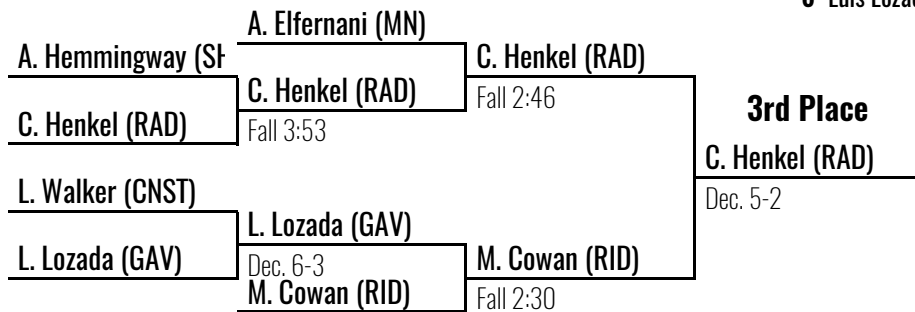 A. Elfernani (MN)
A. Hemmingway
C. Henkel (RAD)
C. Henkel (RAD)
Fall 2:46
C. Henkel (RAD)
Fall 3:53
3rd Place
C. Henkel (RAD)
Dec. 5-2
L. Walker (CNST)
L. Lozada (GAV)
L. Lozada (GAV)
Dec. 6-3
M. Cowan (RID)
Fall 2:30
M. Cowan (RID)